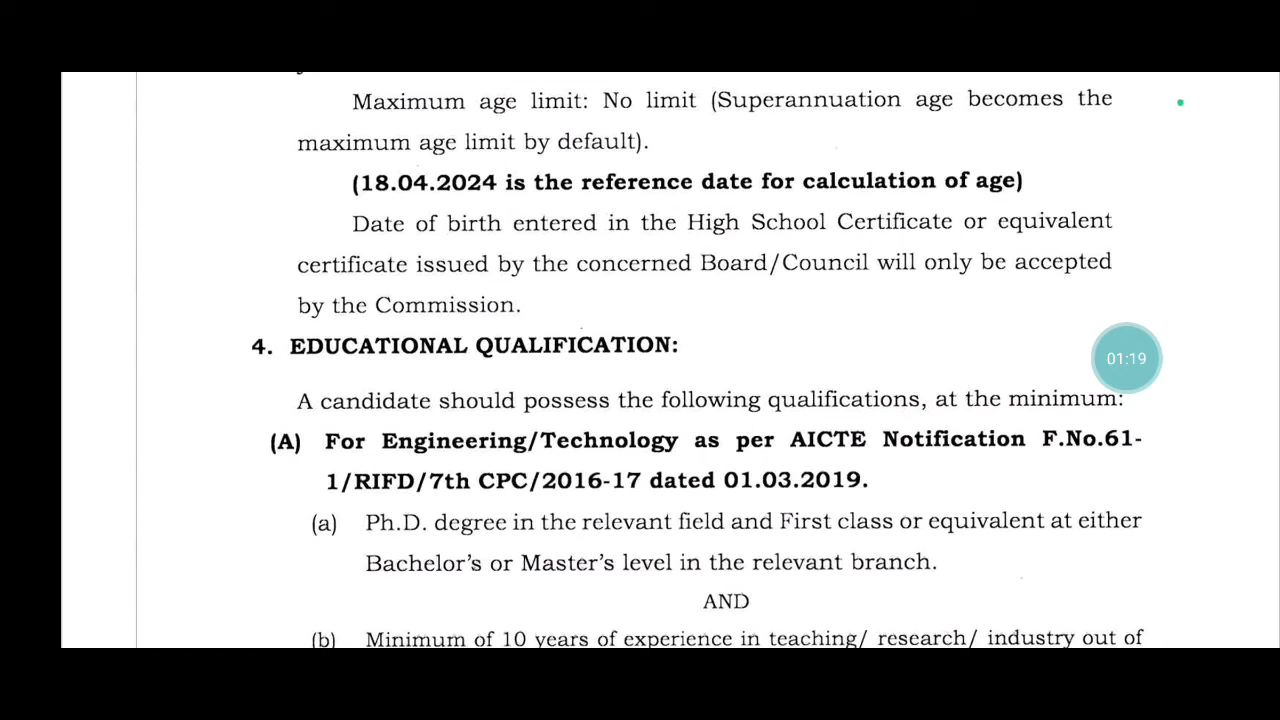 Maximum age limit: No limit (Superannuation age becomes the
maximum age limit by default).
(18.04.2024 is the reference date for calculation of age)
Date of birth entered in the High School Certificate or equivalent
certificate issued by the concerned Board/Council will only be accepted
by the Commission.
4. EDUCATIONAL QUALIFICATION:
01:19
A candidate should possess the following qualifications, at the minimum:
(A) For Engineering/Technology as per AICTE Notification F.No.61-
1/RIFD/7th CPC/2016-17 dated 01.03.2019.
(a) Ph.D. degree in the relevant field and First class or equivalent at either
Bachelor's or Master's level in the relevant branch.
AND
(b) Minimum of 10 years of experience in teaching/ research/ industry out of